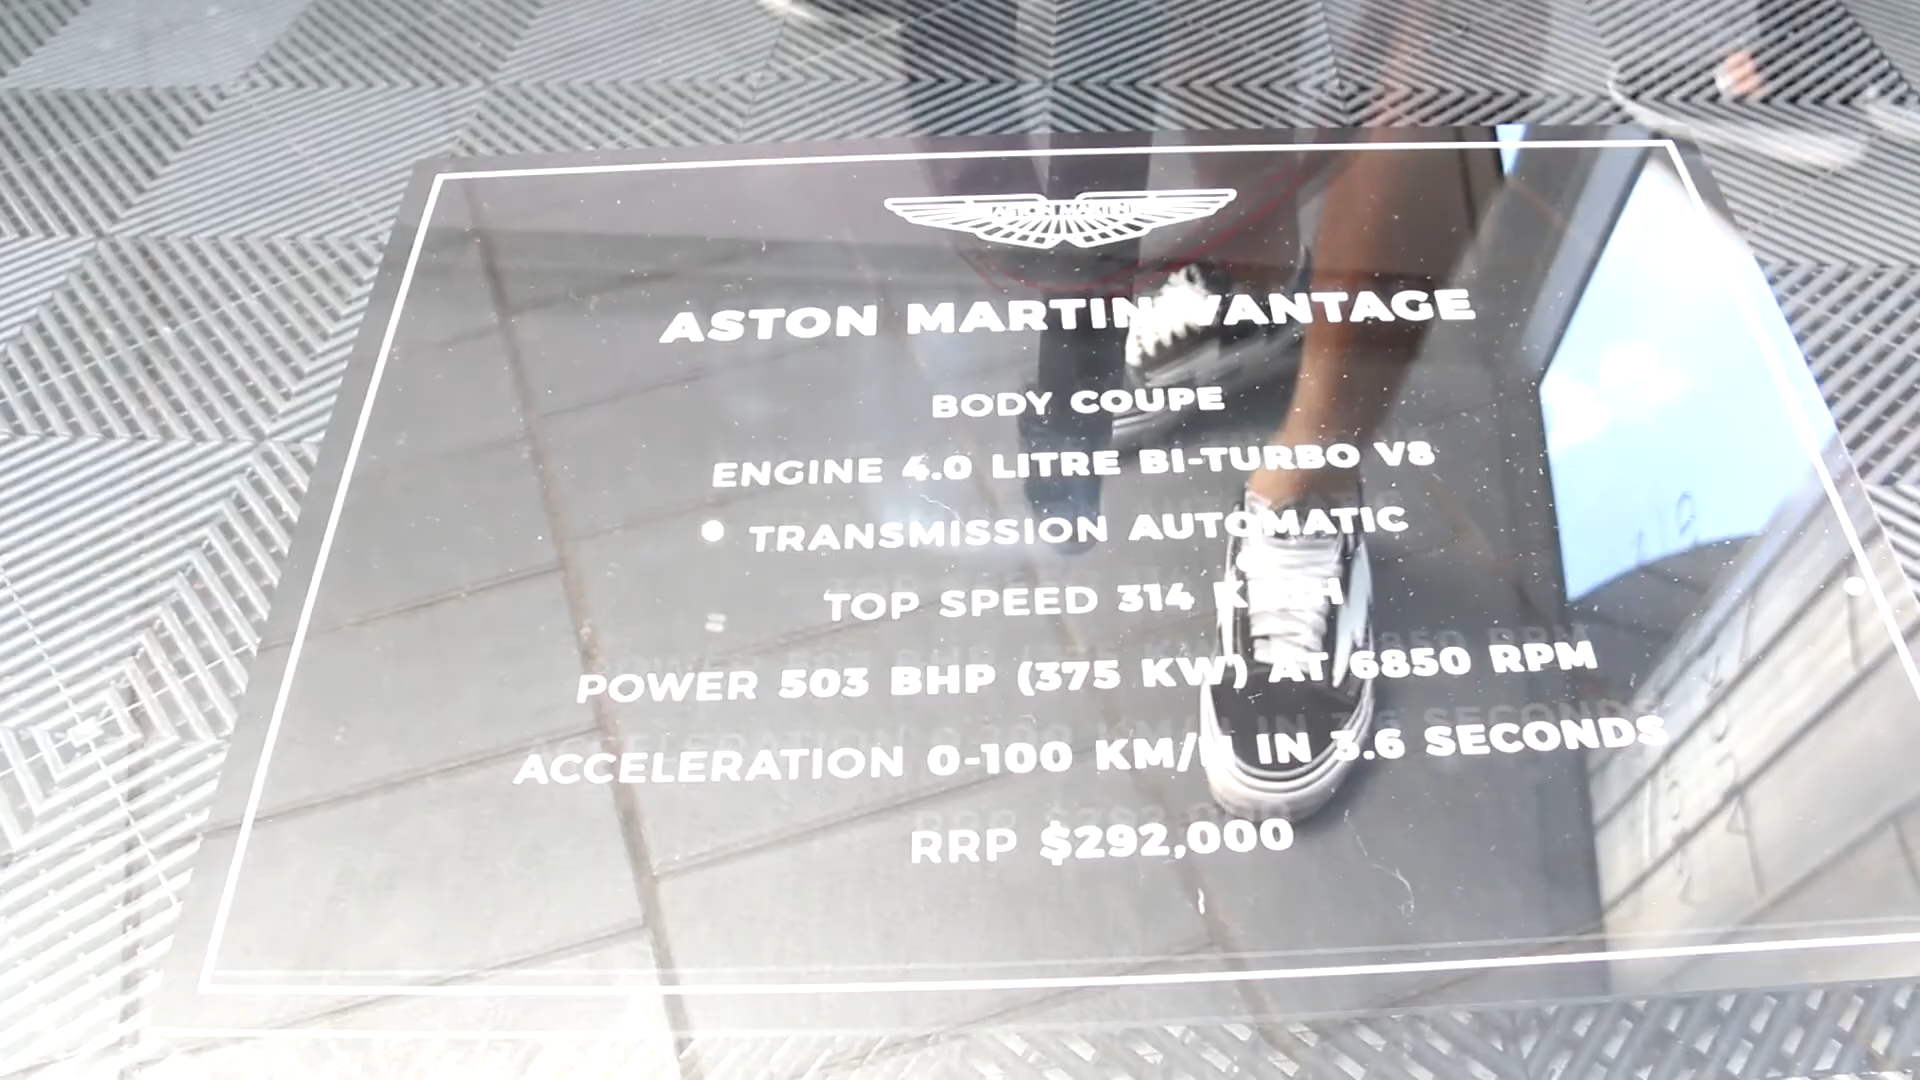 ASTON MARTIN
ASTON MARTIN VANTAGE
BODY COUPE
ENGINE 4.0 LITRE BI-TURBO V8
TRANSMISSION AUTOMATIC
TOP SPEED 314 KM/H
POWER 503 BHP (375 KW) AT 6850 RPM
ACCELERATION 0-100 KM/H IN 3.6 SECONDS
RRP $292,000